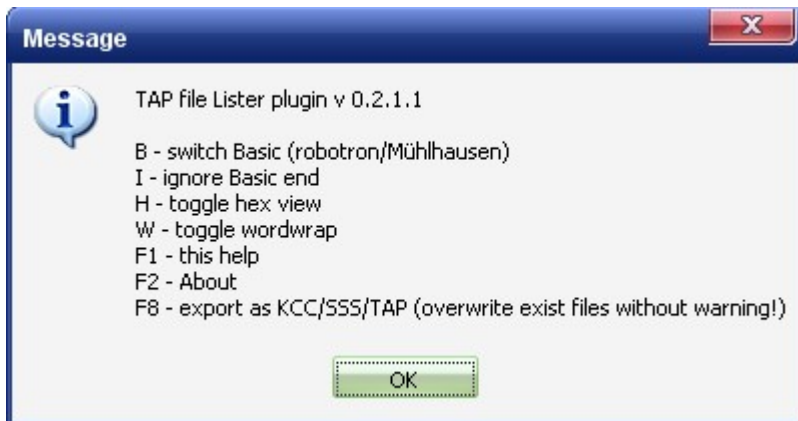 Message
TAP file Lister plugin v 0.2.1.1
B - switch Basic (robotron/Mühlhausen)
I - ignore Basic end
H - toggle hex view
W - toggle wordwrap
F1 - this help
F2 - About
F8 - export as KCC/SSS/TAP (overwrite exist files without warning!)
OK